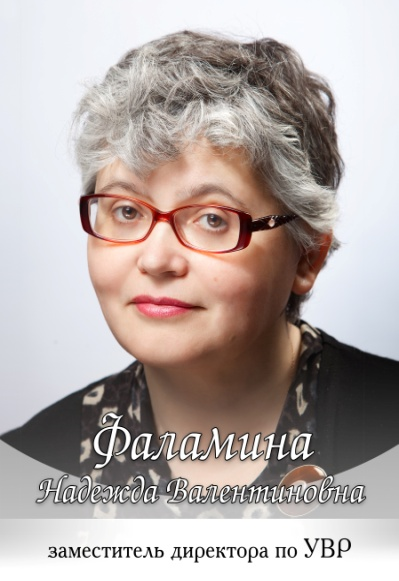 Фаламина
Надежда Валентиновна
заместитель директора по УВР